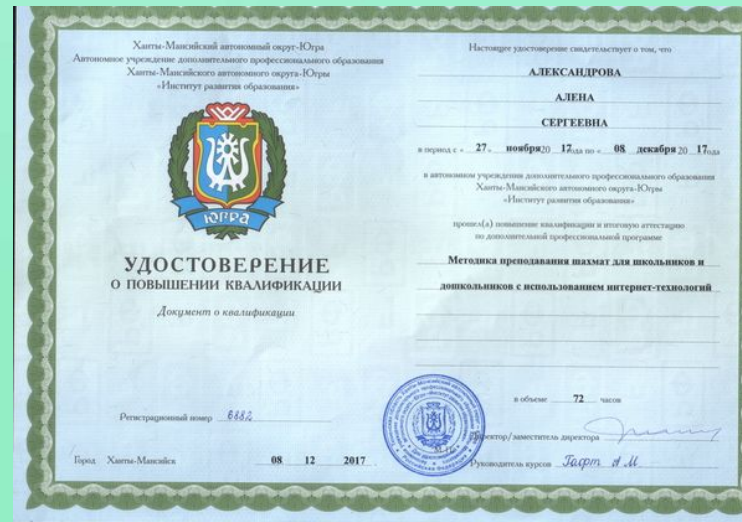 Ханты-Мансийский автономный округ-Югра
Автономное учреждение дополнительного профессионального образования
Ханты-Мансийского автономного округа-Югры
«Институт развития образования»
ЮГРА
УДОСТОВЕРЕНИЕ
О ПОВЫШЕНИИ КВАЛИФИКАЦИИ
Документ о квалификации
Регистрационный номер 6882
Город Ханты-Мансийск 08 12 2017
Настоящее удостоверение свидетельствует о том, что
АЛЕКСАНДРОВА
АЛЕНА
СЕРГЕЕВНА
в период с « 27 » ноября 20 17 года по « 08 декабря 20 17 года
в автономном учреждении дополнительного профессионального образования
Ханты-Мансийского автономного округа-Югры
«Институт развития образования»
прошел(а) повышение квалификации и итоговую аттестацию
по дополнительной профессиональной программе
Методика преподавания шахмат для школьников и
дошкольников с использованием интернет-технологий
в объеме 72 часов
Директор/заместитель директора
М.П.
Руководитель курсов